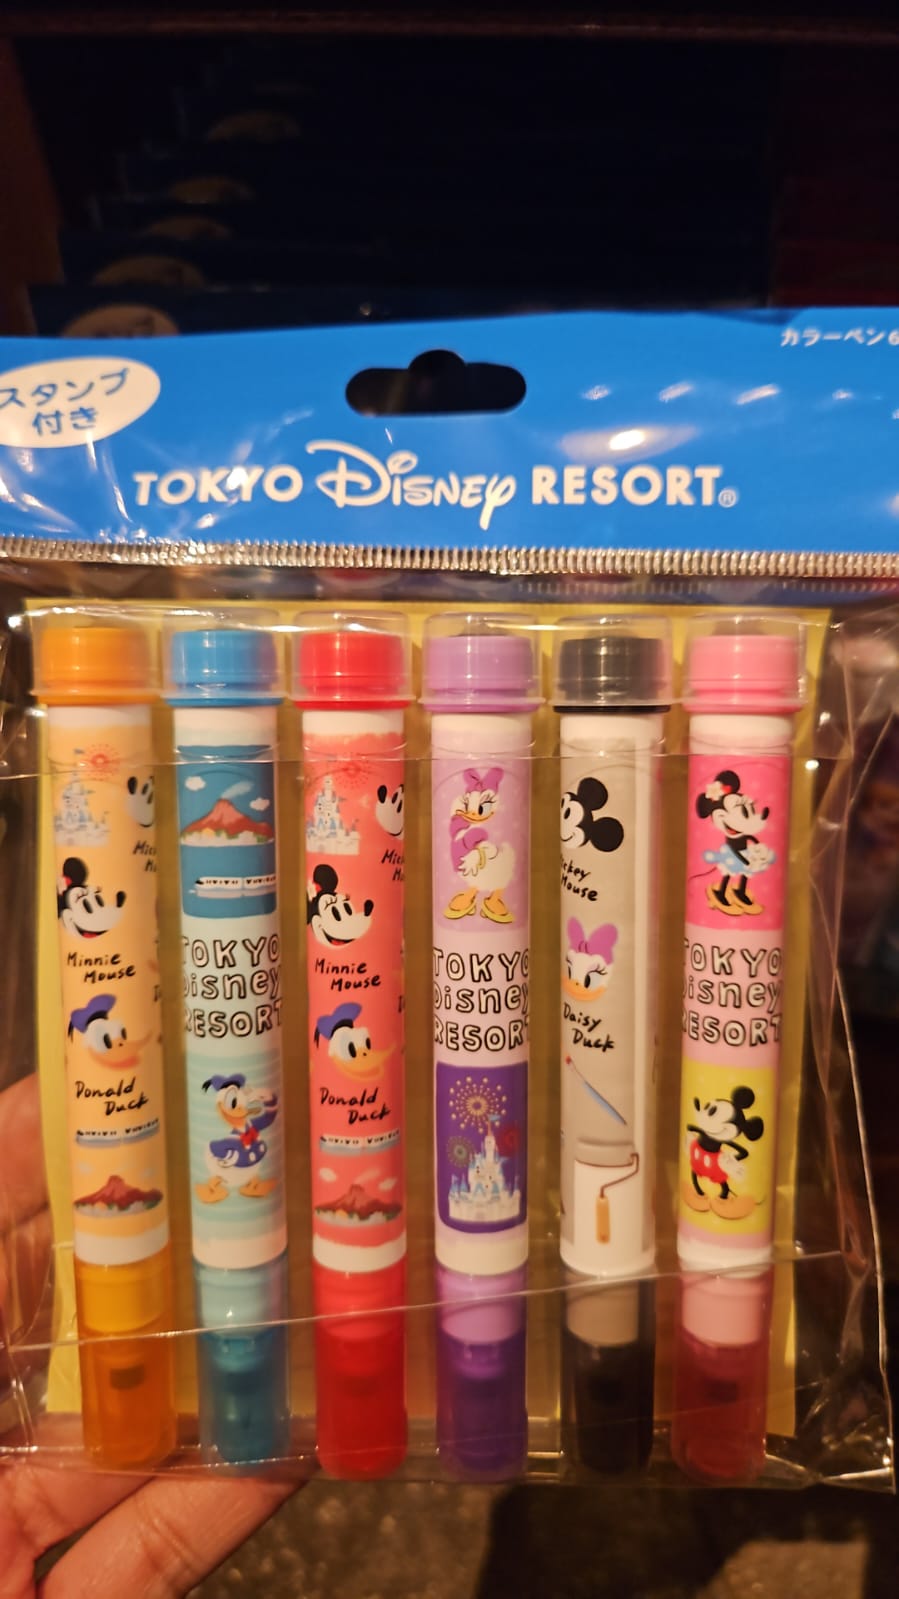 カラーペン6
スタンプ
付き
TOKYO Disney RESORT®
Minnie
Mouse
Donald
Duck
TOKYO
Disney
RESORT
Minnie
Mouse
Donald
Duck
TOKYO
Disney
RESORT
Mickey
Mouse
Daisy
Duck
TOKYO
Disney
RESORT